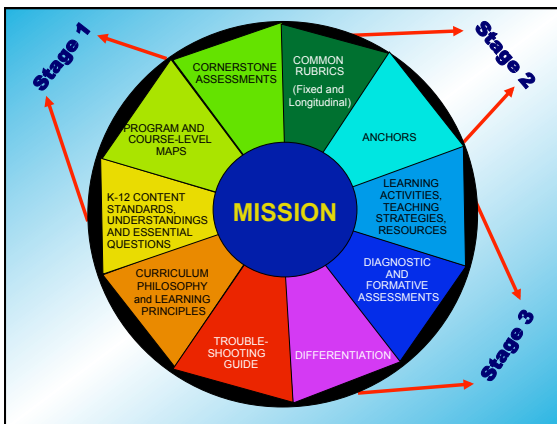 Stage 1
Stage 2
CORNERSTONE
ASSESSMENTS
COMMON
RUBRICS
(Fixed and
Longitudinal)
PROGRAM AND
COURSE-LEVEL
MAPS
ANCHORS
K-12 CONTENT
STANDARDS,
UNDERSTANDINGS
AND ESSENTIAL
QUESTIONS
MISSION
LEARNING
ACTIVITIES,
TEACHING
STRATEGIES,
RESOURCES
CURRICULUM
PHILOSOPHY
and LEARNING
PRINCIPLES
DIAGNOSTIC
AND
FORMATIVE
ASSESSMENTS
TROUBLE-
SHOOTING
GUIDE
DIFFERENTIATION
Stage 3